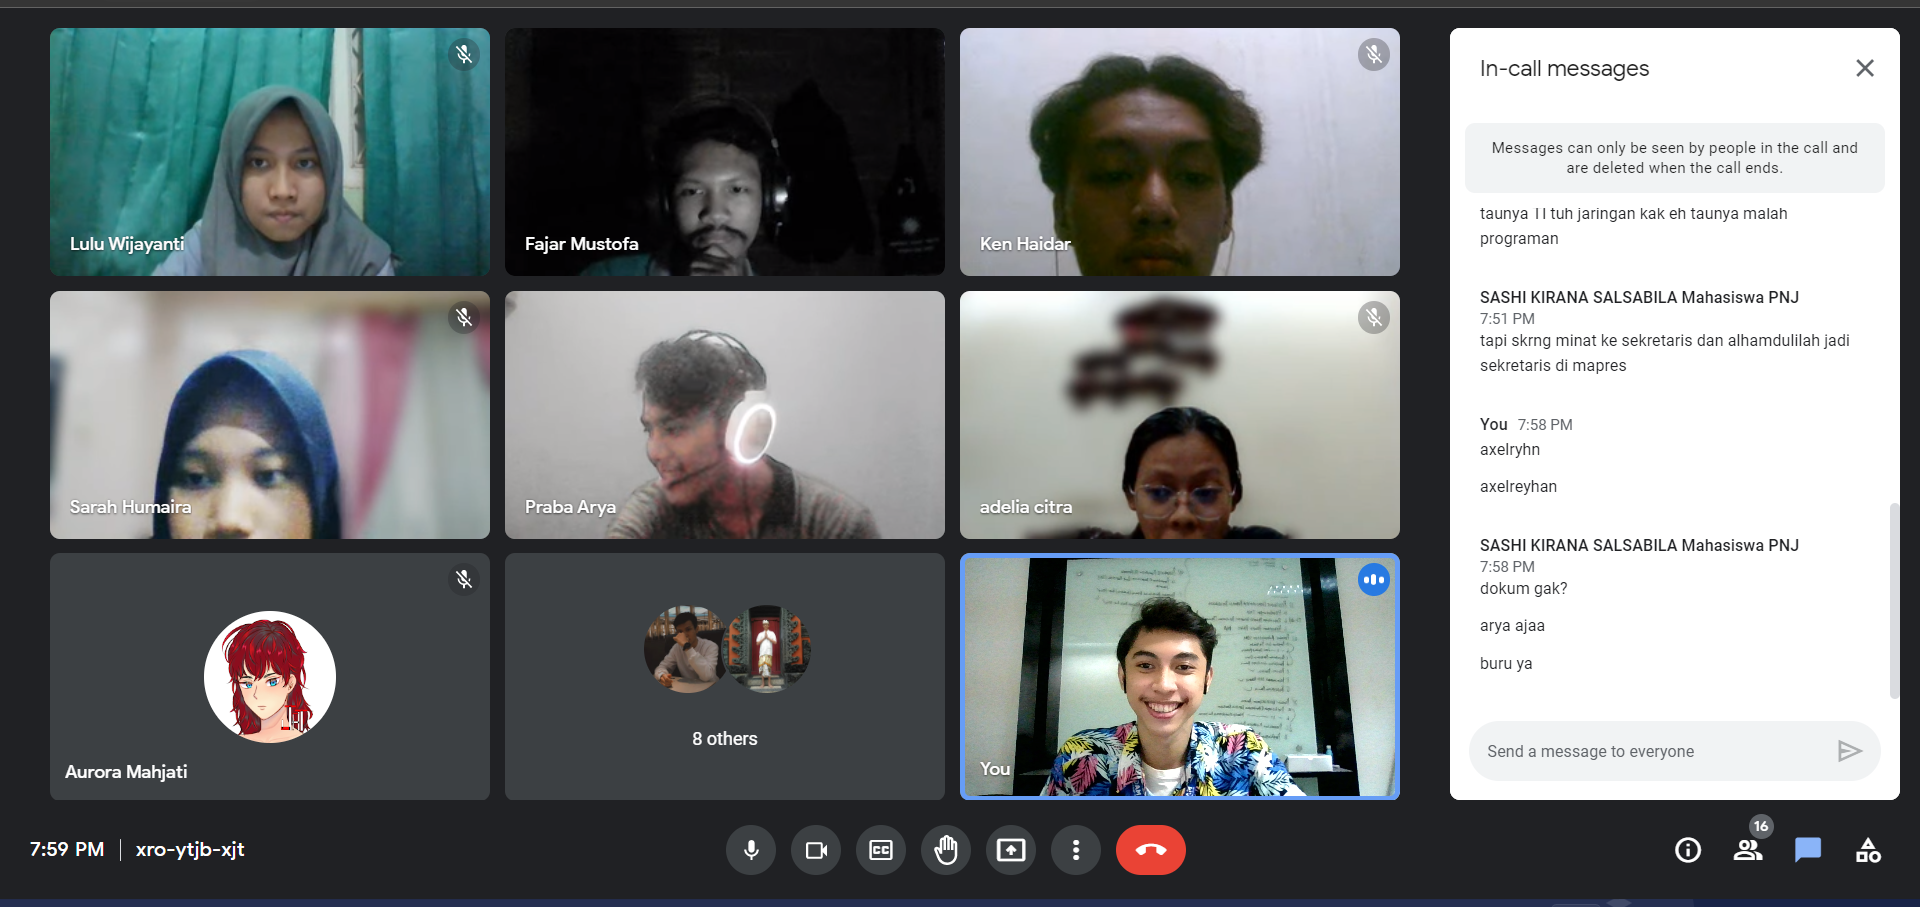 Lulu Wijayanti
Fajar Mustofa
Ken Haidar
Sarah Humaira
Praba Arya
adelia citra
Aurora Mahjati
8 others
You
In-call messages
Messages can only be seen by people in the call and
are deleted when the call ends.
taunya TI tuh jaringan kak eh taunya malah
programan
SASHI KIRANA SALSABILA Mahasiswa PNJ
7:51 PM
tapi skrng minat ke sekretaris dan alhamdulilah jadi
sekretaris di mapres
You 7:58 PM
axelryhn
axelreyhan
SASHI KIRANA SALSABILA Mahasiswa PNJ
7:58 PM
dokum gak?
arya ajaa
buru ya
Send a message to everyone
7:59 PM | xro-ytjb-xjt
CC
16